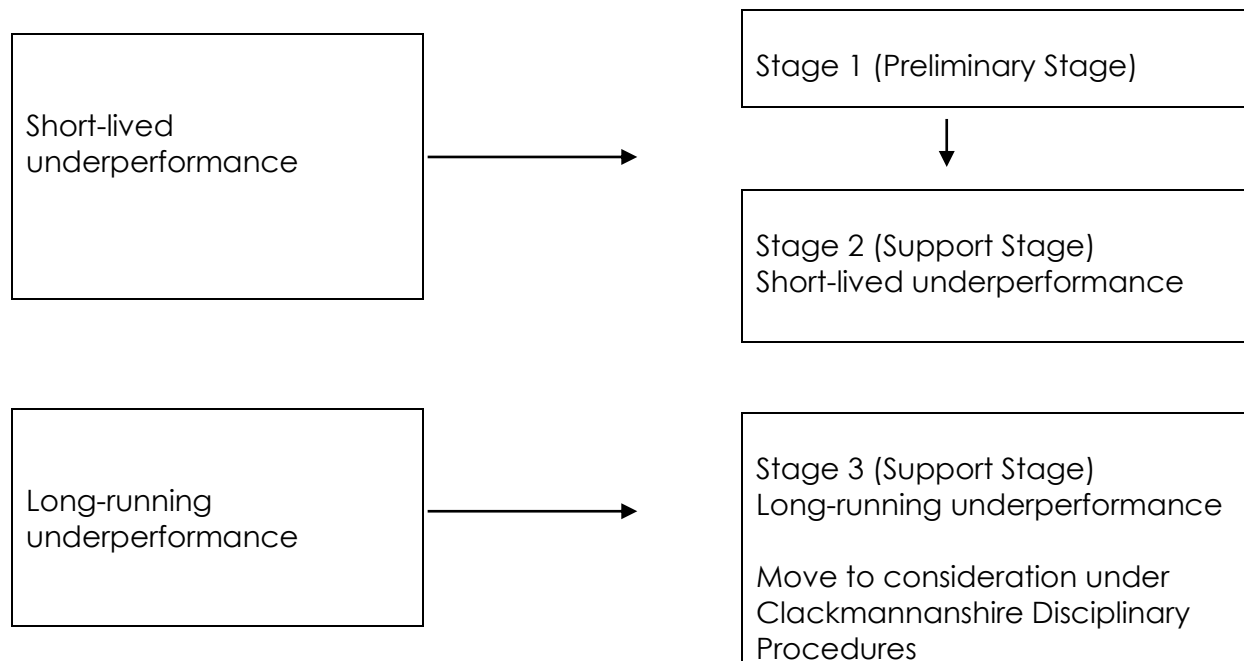 Short-lived
underperformance
Stage 1 (Preliminary Stage)
Stage 2 (Support Stage)
Short-lived underperformance
Long-running
underperformance
Stage 3 (Support Stage)
Long-running underperformance
Move to consideration under
Clackmannanshire Disciplinary
Procedures